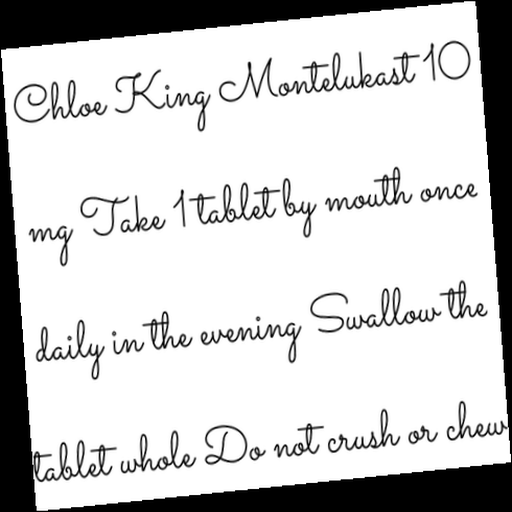 Chloe King Montelukast 10
mg Take 1 tablet by mouth once
daily in the evening Swallow the
tablet whole Do not crush or chew